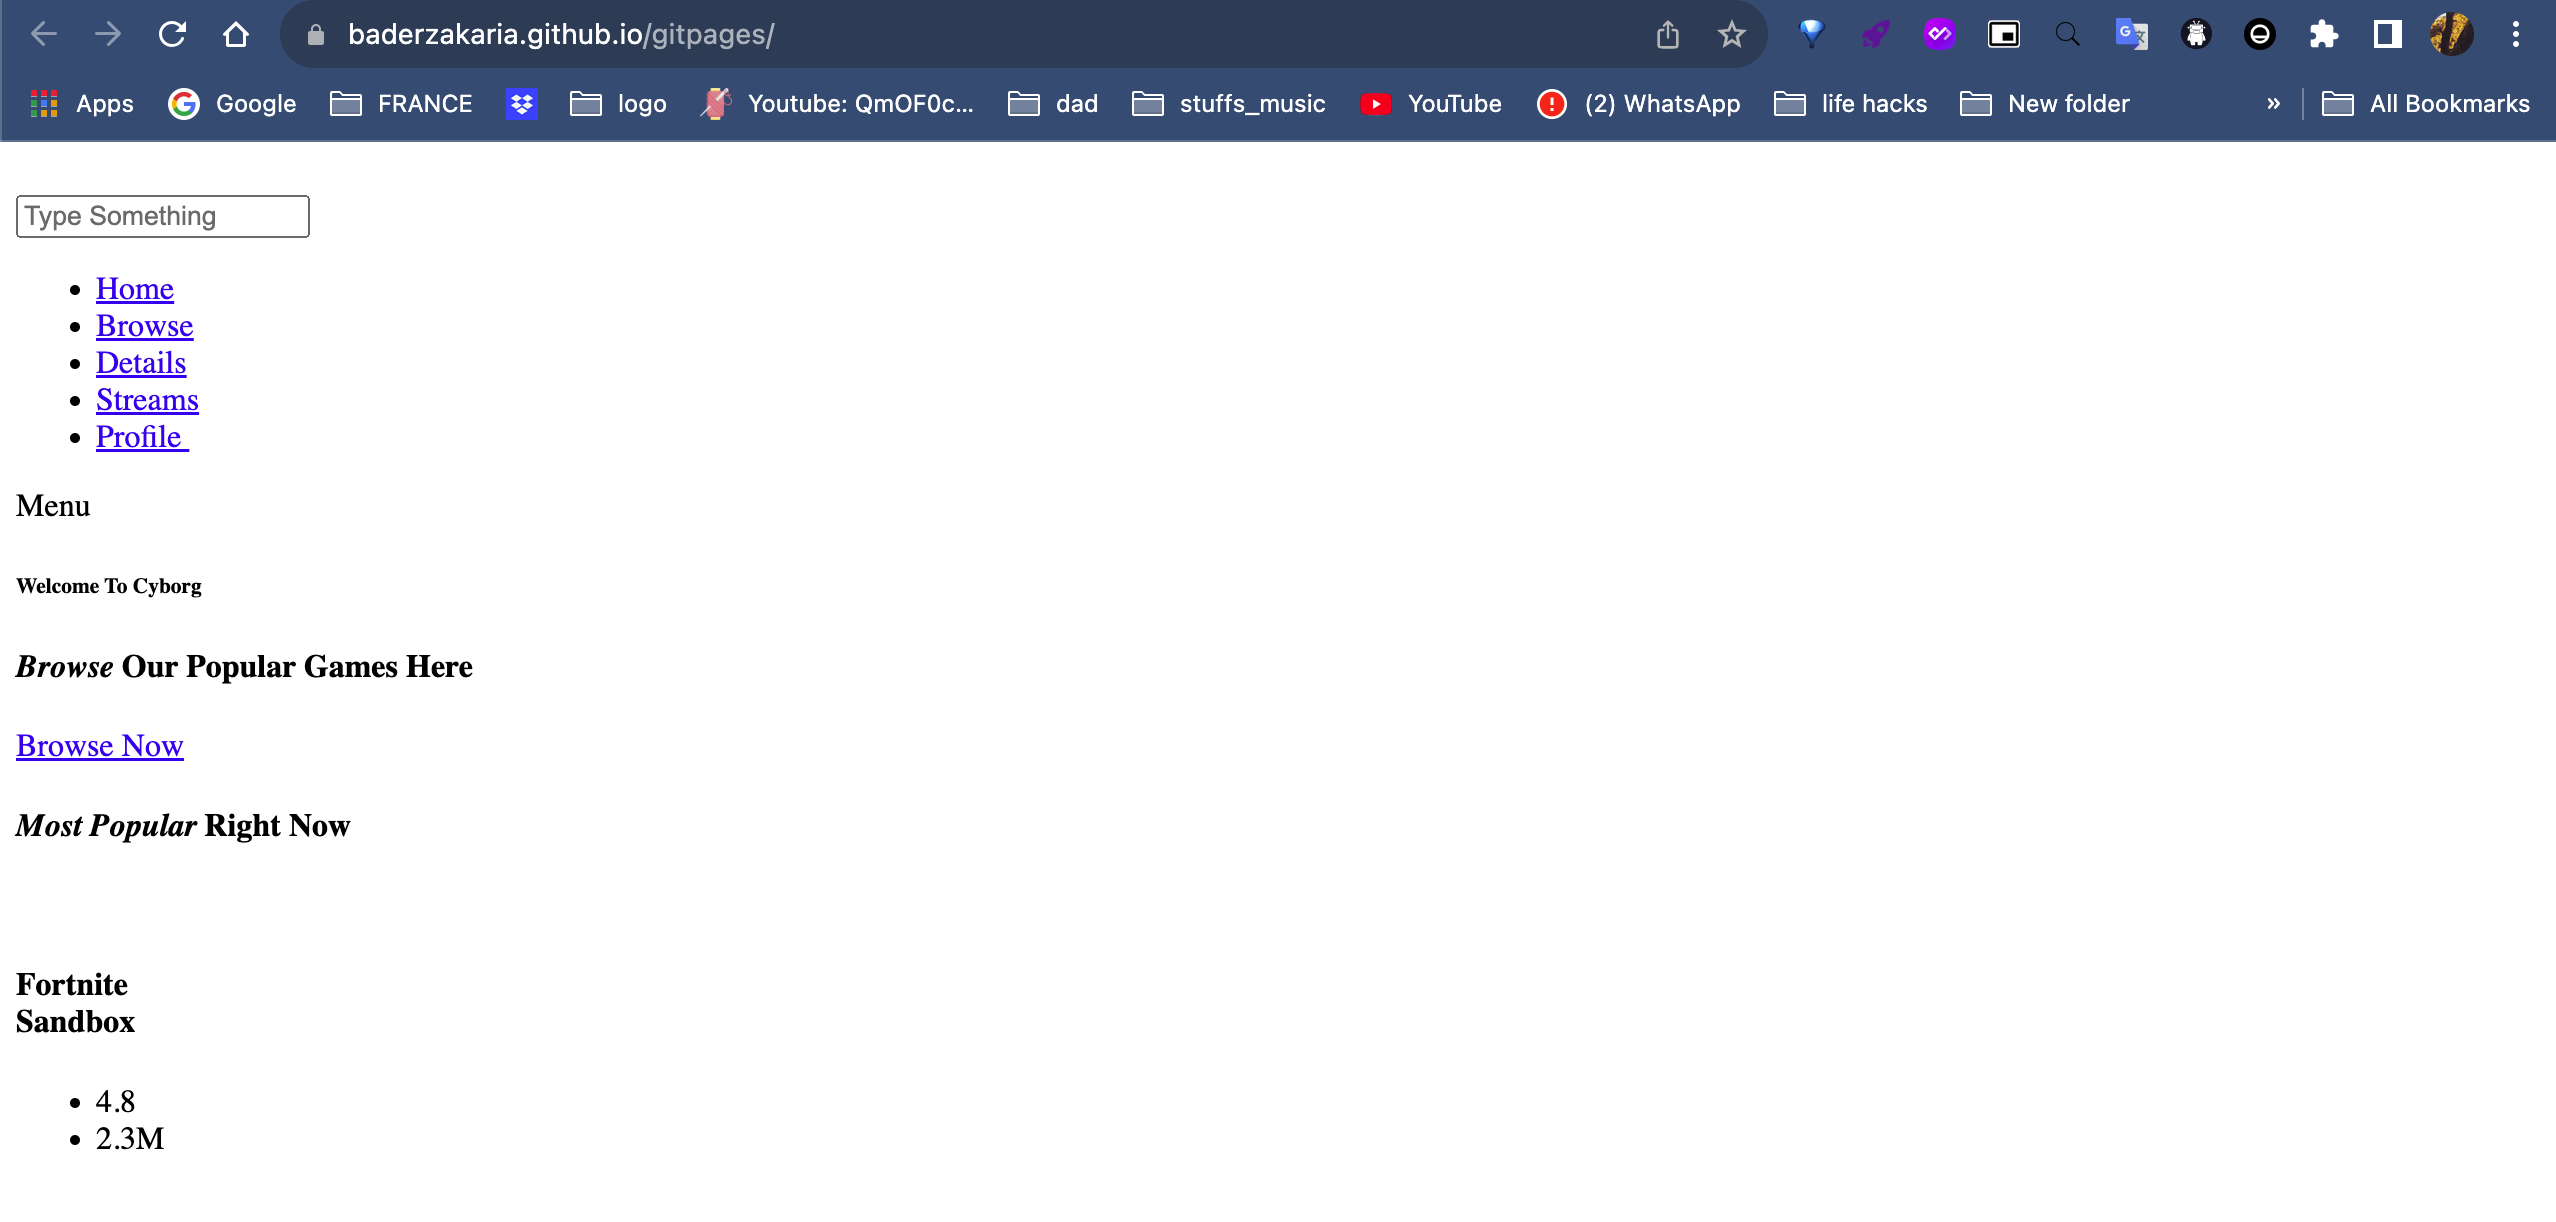 baderzakaria.github.io/gitpages/
Apps Google FRANCE logo Youtube: QmOF0c... dad stuffs_music YouTube (2) WhatsApp life hacks New folder » All Bookmarks
Type Something
Home
Browse
Details
Streams
Profile
Menu
Welcome To Cyborg
Browse Our Popular Games Here
Browse Now
Most Popular Right Now
Fortnite
Sandbox
4.8
2.3M